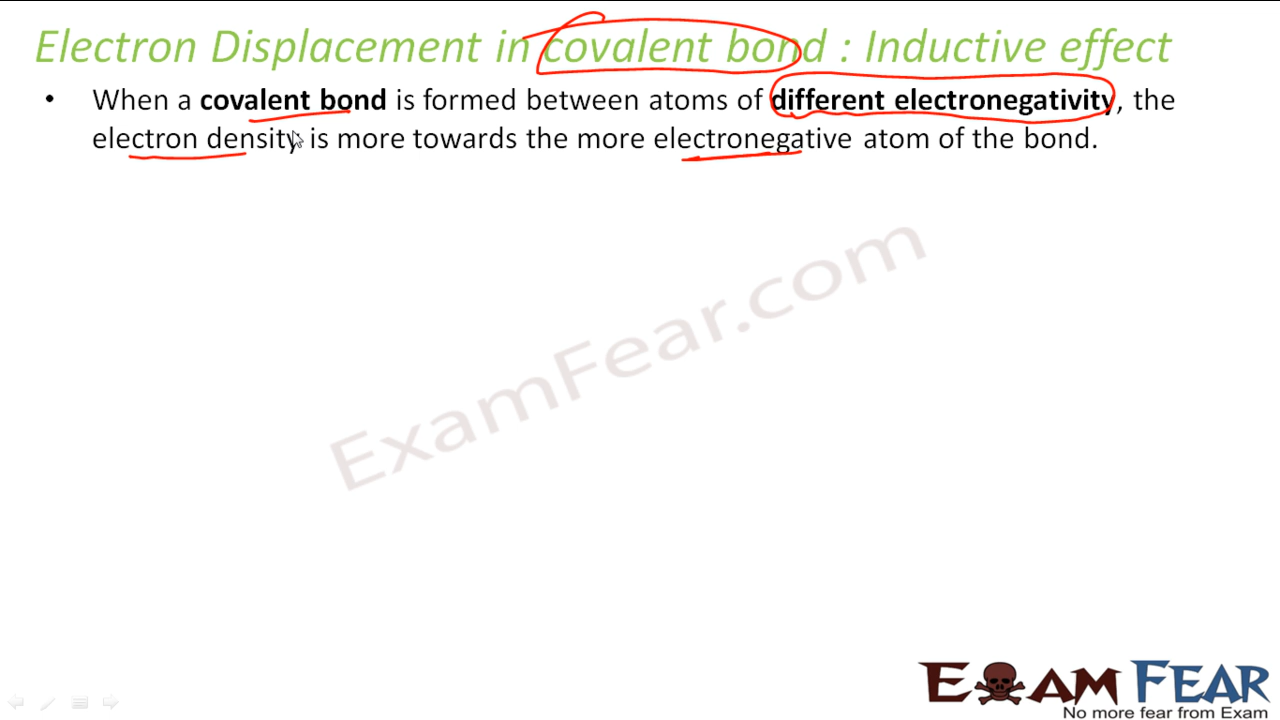 Electron Displacement in covalent bond : Inductive effect
• When a covalent bond is formed between atoms of different electronegativity, the
electron density is more towards the more electronegative atom of the bond.
ExamFear.com
EXAM FEAR
No more fear from Exam